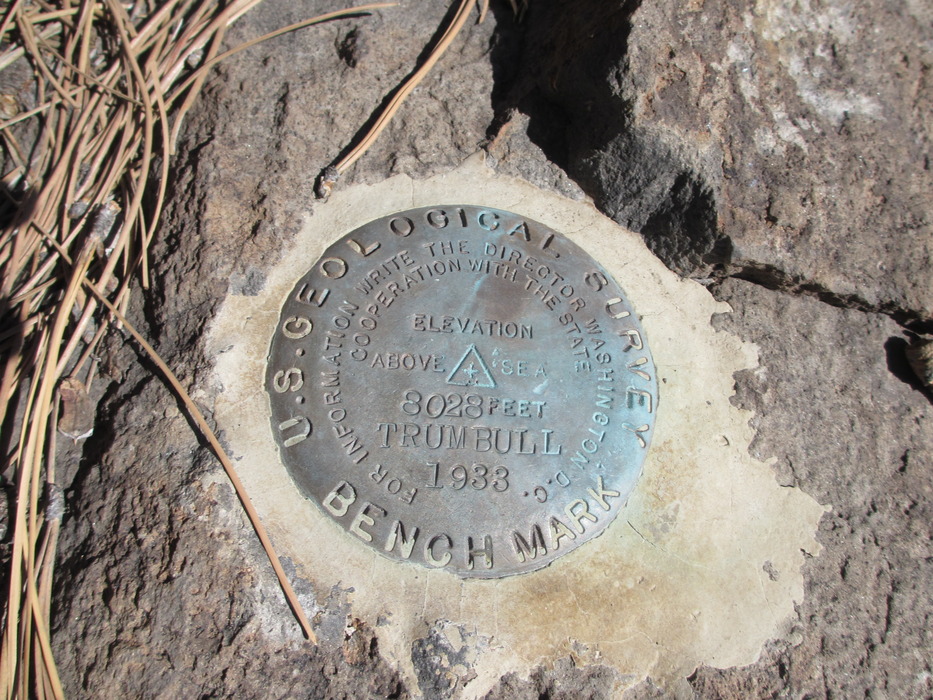 U.S. GEOLOGICAL SURVEY
FOR INFORMATION WRITE THE DIRECTOR WASHINGTON, D.C.
COOPERATION WITH THE STATE
ELEVATION
ABOVE SEA
8028 FEET
TRUMBULL
1933
BENCH MARK